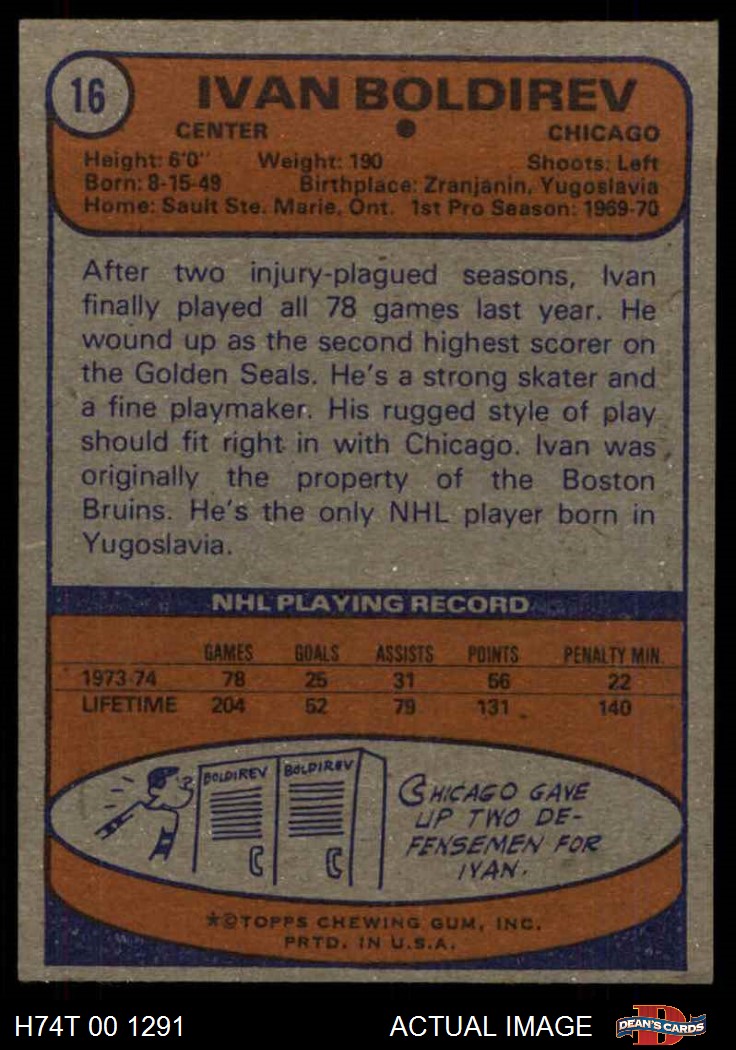 16
IVAN BOLDIREV
CENTER • CHICAGO
Height: 6'0" Weight: 190 Shoots: Left
Born: 8-15-49 Birthplace: Zranjanin, Yugoslavia
Home: Sault Ste. Marie, Ont. 1st Pro Season: 1969-70
After two injury-plagued seasons, Ivan
finally played all 78 games last year. He
wound up as the second highest scorer on
the Golden Seals. He's a strong skater and
a fine playmaker. His rugged style of play
should fit right in with Chicago. Ivan was
originally the property of the Boston
Bruins. He's the only NHL player born in
Yugoslavia.
NHL PLAYING RECORD
GAMES GOALS ASSISTS POINTS PENALTY MIN.
1973-74 78 25 31 56 22
LIFETIME 204 52 79 131 140
BOLDIREV BOLDIREV
CHICAGO GAVE
UP TWO DE-
FENSEMEN FOR
IVAN.
*©TOPPS CHEWING GUM, INC.
PRTD. IN U.S.A.
H74T 00 1291 ACTUAL IMAGE
D
DEAN'S CARDS